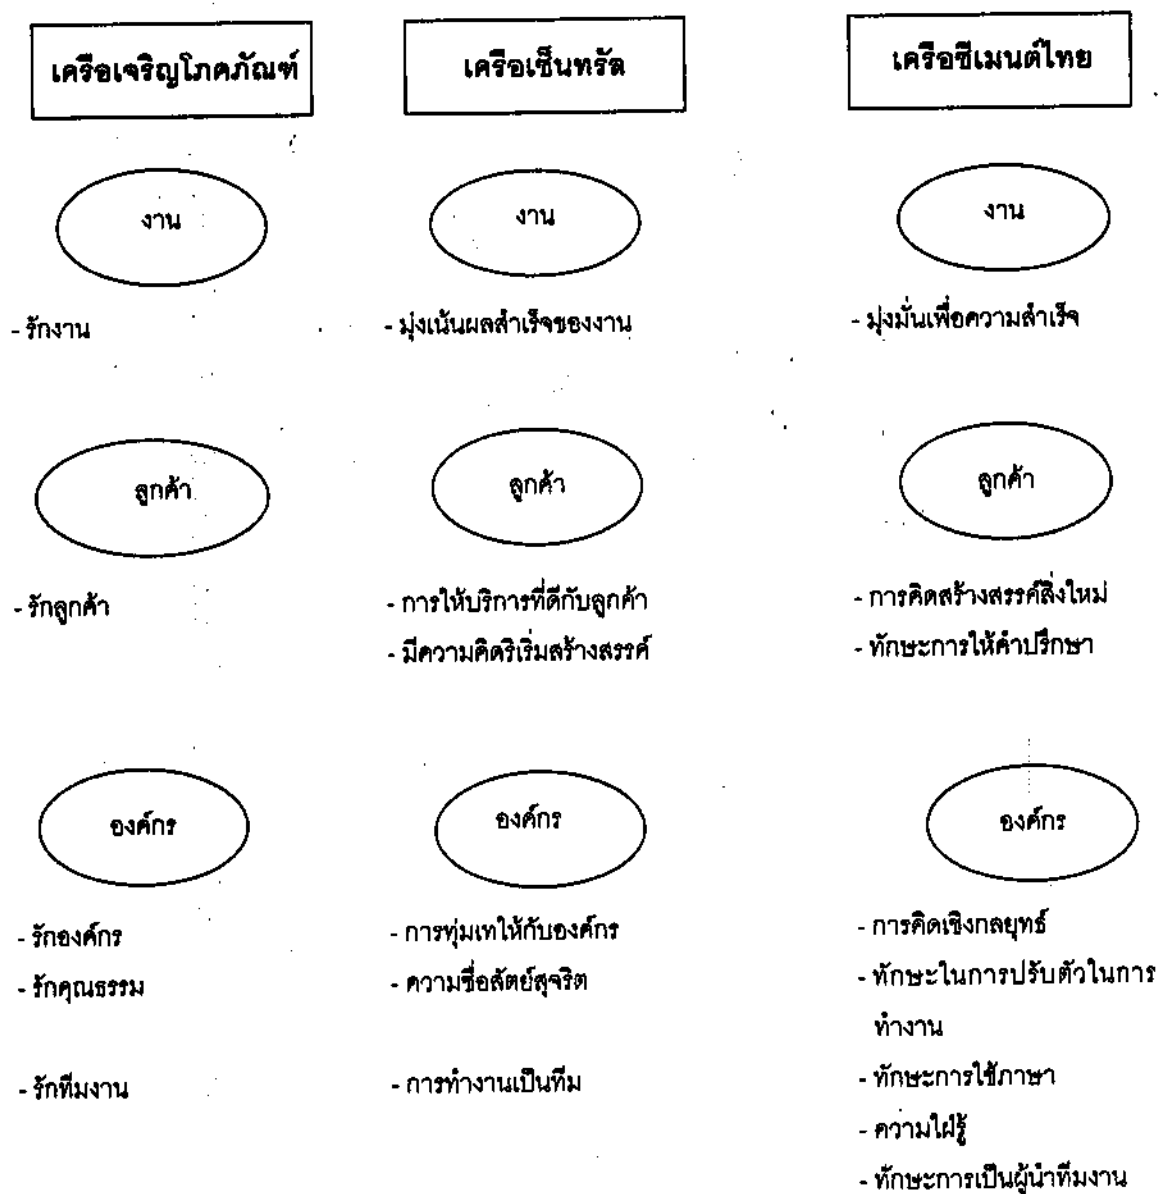 เครือเจริญโภคภัณฑ์
เครือเซ็นทรัล
เครือซีเมนต์ไทย
งาน
งาน
งาน
- รักงาน
- มุ่งเน้นผลสำเร็จของงาน
- มุ่งมั่นเพื่อความสำเร็จ
ลูกค้า
ลูกค้า
ลูกค้า
- รักลูกค้า
- การให้บริการที่ดีกับลูกค้า
- มีความคิดริเริ่มสร้างสรรค์
- การคิดสร้างสรรค์สิ่งใหม่
- ทักษะการให้คำปรึกษา
องค์กร
องค์กร
องค์กร
- รักองค์กร
- รักคุณธรรม
- รักทีมงาน
- การทุ่มเทให้กับองค์กร
- ความซื่อสัตย์สุจริต
- การทำงานเป็นทีม
- การคิดเชิงกลยุทธ์
- ทักษะในการปรับตัวในการ
ทำงาน
- ทักษะการใช้ภาษา
- ความใฝ่รู้
- ทักษะการเป็นผู้นำทีมงาน